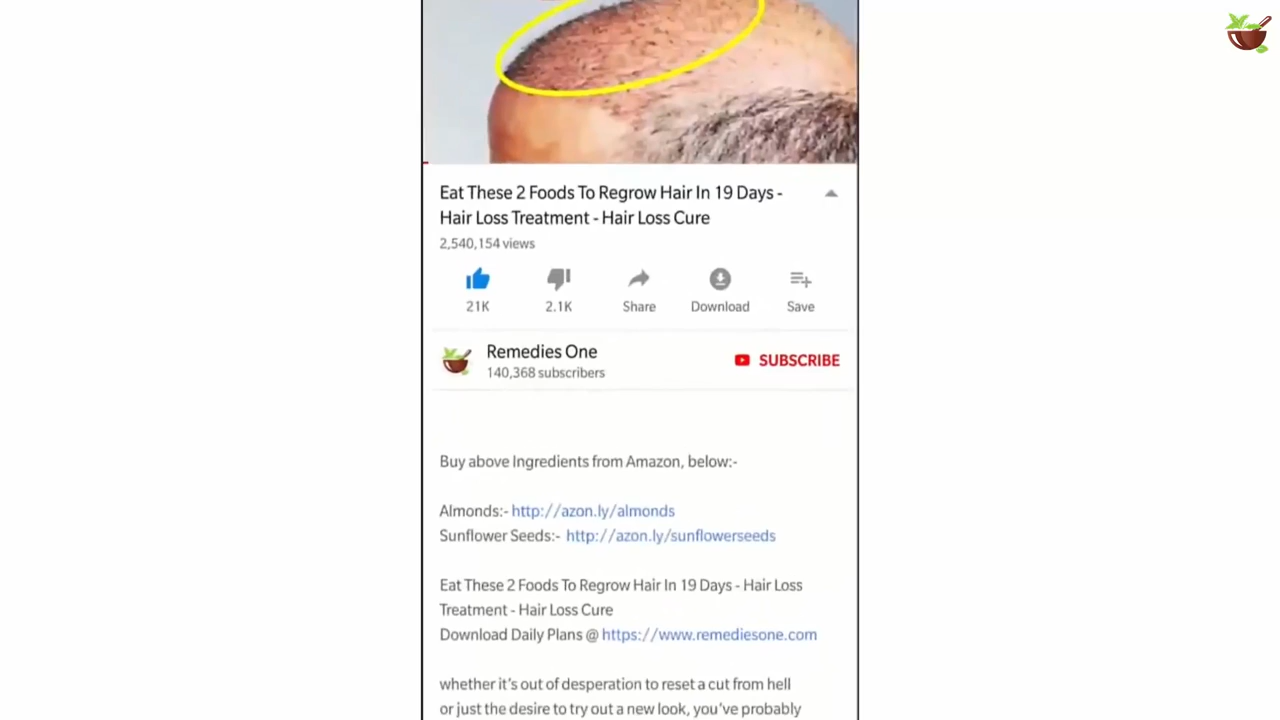 Eat These 2 Foods To Regrow Hair In 19 Days -
Hair Loss Treatment - Hair Loss Cure
2,540,154 views
21K
2.1K
Share
Download
Save
Remedies One
140,368 subscribers
SUBSCRIBE
Buy above Ingredients from Amazon, below:-
Almonds:- http://azon.ly/almonds
Sunflower Seeds:- http://azon.ly/sunflowerseeds
Eat These 2 Foods To Regrow Hair In 19 Days - Hair Loss
Treatment - Hair Loss Cure
Download Daily Plans @ https://www.remediesone.com
whether it's out of desperation to reset a cut from hell
or just the desire to try out a new look, you've probably